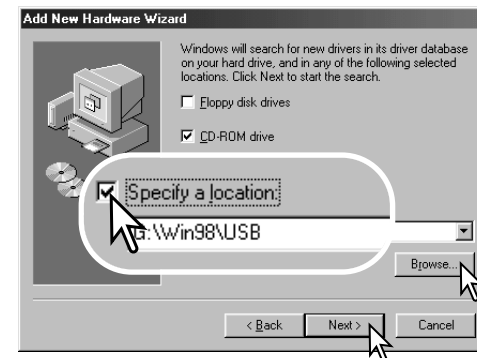 Add New Hardware Wizard
Windows will search for new drivers in its driver database
on your hard drive, and in any of the following selected
locations. Click Next to start the search.
Floppy disk drives
CD-ROM drive
Specify a location:
G:\Win98\USB
Browse...
< Back
Next >
Cancel